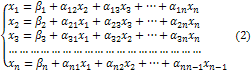 x₁ = β₁ + α₁₂x₂ + α₁₃x₃ + ⋯ + α₁ₙxₙ
x₂ = β₂ + α₂₁x₁ + α₂₃x₃ + ⋯ + α₂ₙxₙ
x₃ = β₃ + α₃₁x₁ + α₃₂x₂ + ⋯ + α₃ₙxₙ (2)
………………………………………
xₙ = βₙ + αₙ₁x₁ + αₙ₂x₂ + ⋯ + αₙₙ₋₁xₙ₋₁